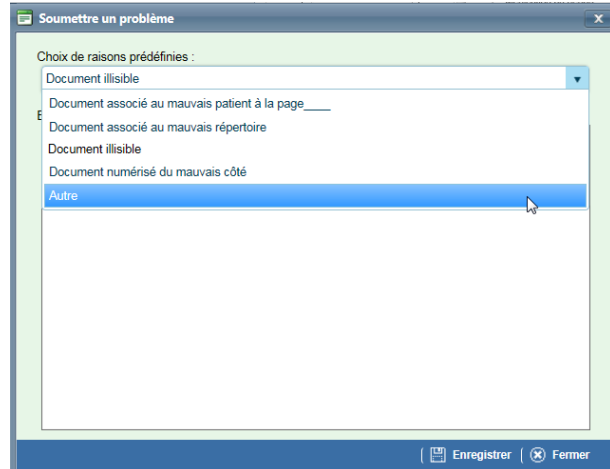 Soumettre un problème
x
Choix de raisons prédéfinies :
Document illisible
Document associé au mauvais patient à la page____
Document associé au mauvais répertoire
Document illisible
Document numérisé du mauvais côté
Autre
Enregistrer
Fermer